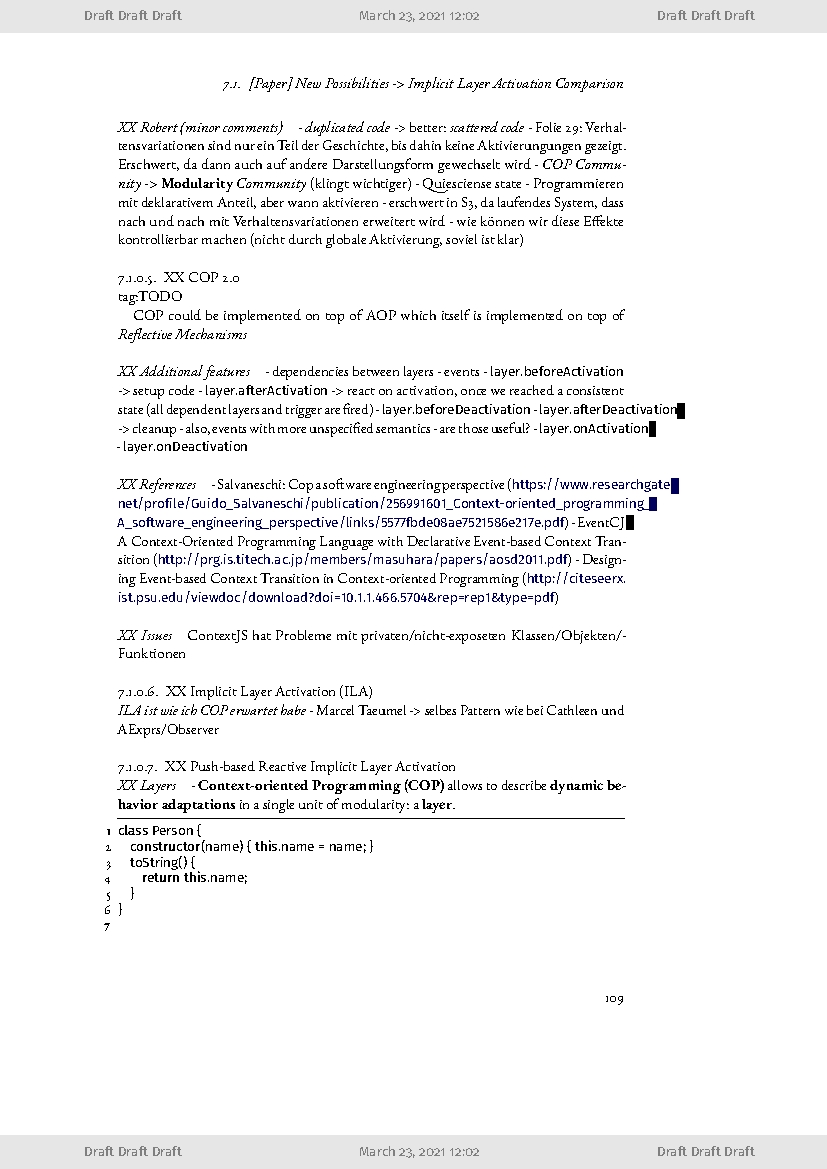 Draft Draft Draft March 23, 2021 12:02 Draft Draft Draft
7.1. [Paper] New Possibilities -> Implicit Layer Activation Comparison
XX Robert (minor comments) - duplicated code -> better: scattered code - Folie 29: Verhal-
tensvariationen sind nur ein Teil der Geschichte, bis dahin keine Aktivierungungen gezeigt.
Erschwert, da dann auch auf andere Darstellungsform gewechselt wird - COP Commu-
nity -> Modularity Community (klingt wichtiger) - Quiesciense state - Programmieren
mit deklarativem Anteil, aber wann aktivieren - erschwert in S3, da laufendes System, dass
nach und nach mit Verhaltensvariationen erweitert wird - wie können wir diese Effekte
kontrollierbar machen (nicht durch globale Aktivierung, soviel ist klar)
7.1.0.5. XX COP 2.0
tag:TODO
COP could be implemented on top of AOP which itself is implemented on top of
Reflective Mechanisms
XX Additional features - dependencies between layers - events - layer.beforeActivation
-> setup code - layer.afterActivation -> react on activation, once we reached a consistent
state (all dependent layers and trigger are fired) - layer.beforeDeactivation - layer.afterDeactivation
-> cleanup - also, events with more unspecified semantics - are those useful? - layer.onActivation
- layer.onDeactivation
XX References - Salvaneschi: Cop a software engineering perspective (https://www.researchgate
net/profile/Guido_Salvaneschi/publication/256991601_Context-oriented_programming_
A_software_engineering_perspective/links/5577fbde08ae7521586e217e.pdf) - EventCJ
A Context-Oriented Programming Language with Declarative Event-based Context Tran-
sition (http://prg.is.titech.ac.jp/members/masuhara/papers/aosd2011.pdf) - Design-
ing Event-based Context Transition in Context-oriented Programming (http://citeseerx.
ist.psu.edu/viewdoc/download?doi=10.1.1.466.5704&rep=rep1&type=pdf)
XX Issues ContextJS hat Probleme mit privaten/nicht-exposeten Klassen/Objekten/-
Funktionen
7.1.0.6. XX Implicit Layer Activation (ILA)
ILA ist wie ich COP erwartet habe - Marcel Taeumel -> selbes Pattern wie bei Cathleen und
AExprs/Observer
7.1.0.7. XX Push-based Reactive Implicit Layer Activation
XX Layers - Context-oriented Programming (COP) allows to describe dynamic be-
havior adaptations in a single unit of modularity: a layer.
1 class Person {
2 constructor(name) { this.name = name; }
3 toString() {
4 return this.name;
5 }
6 }
7
109
Draft Draft Draft March 23, 2021 12:02 Draft Draft Draft